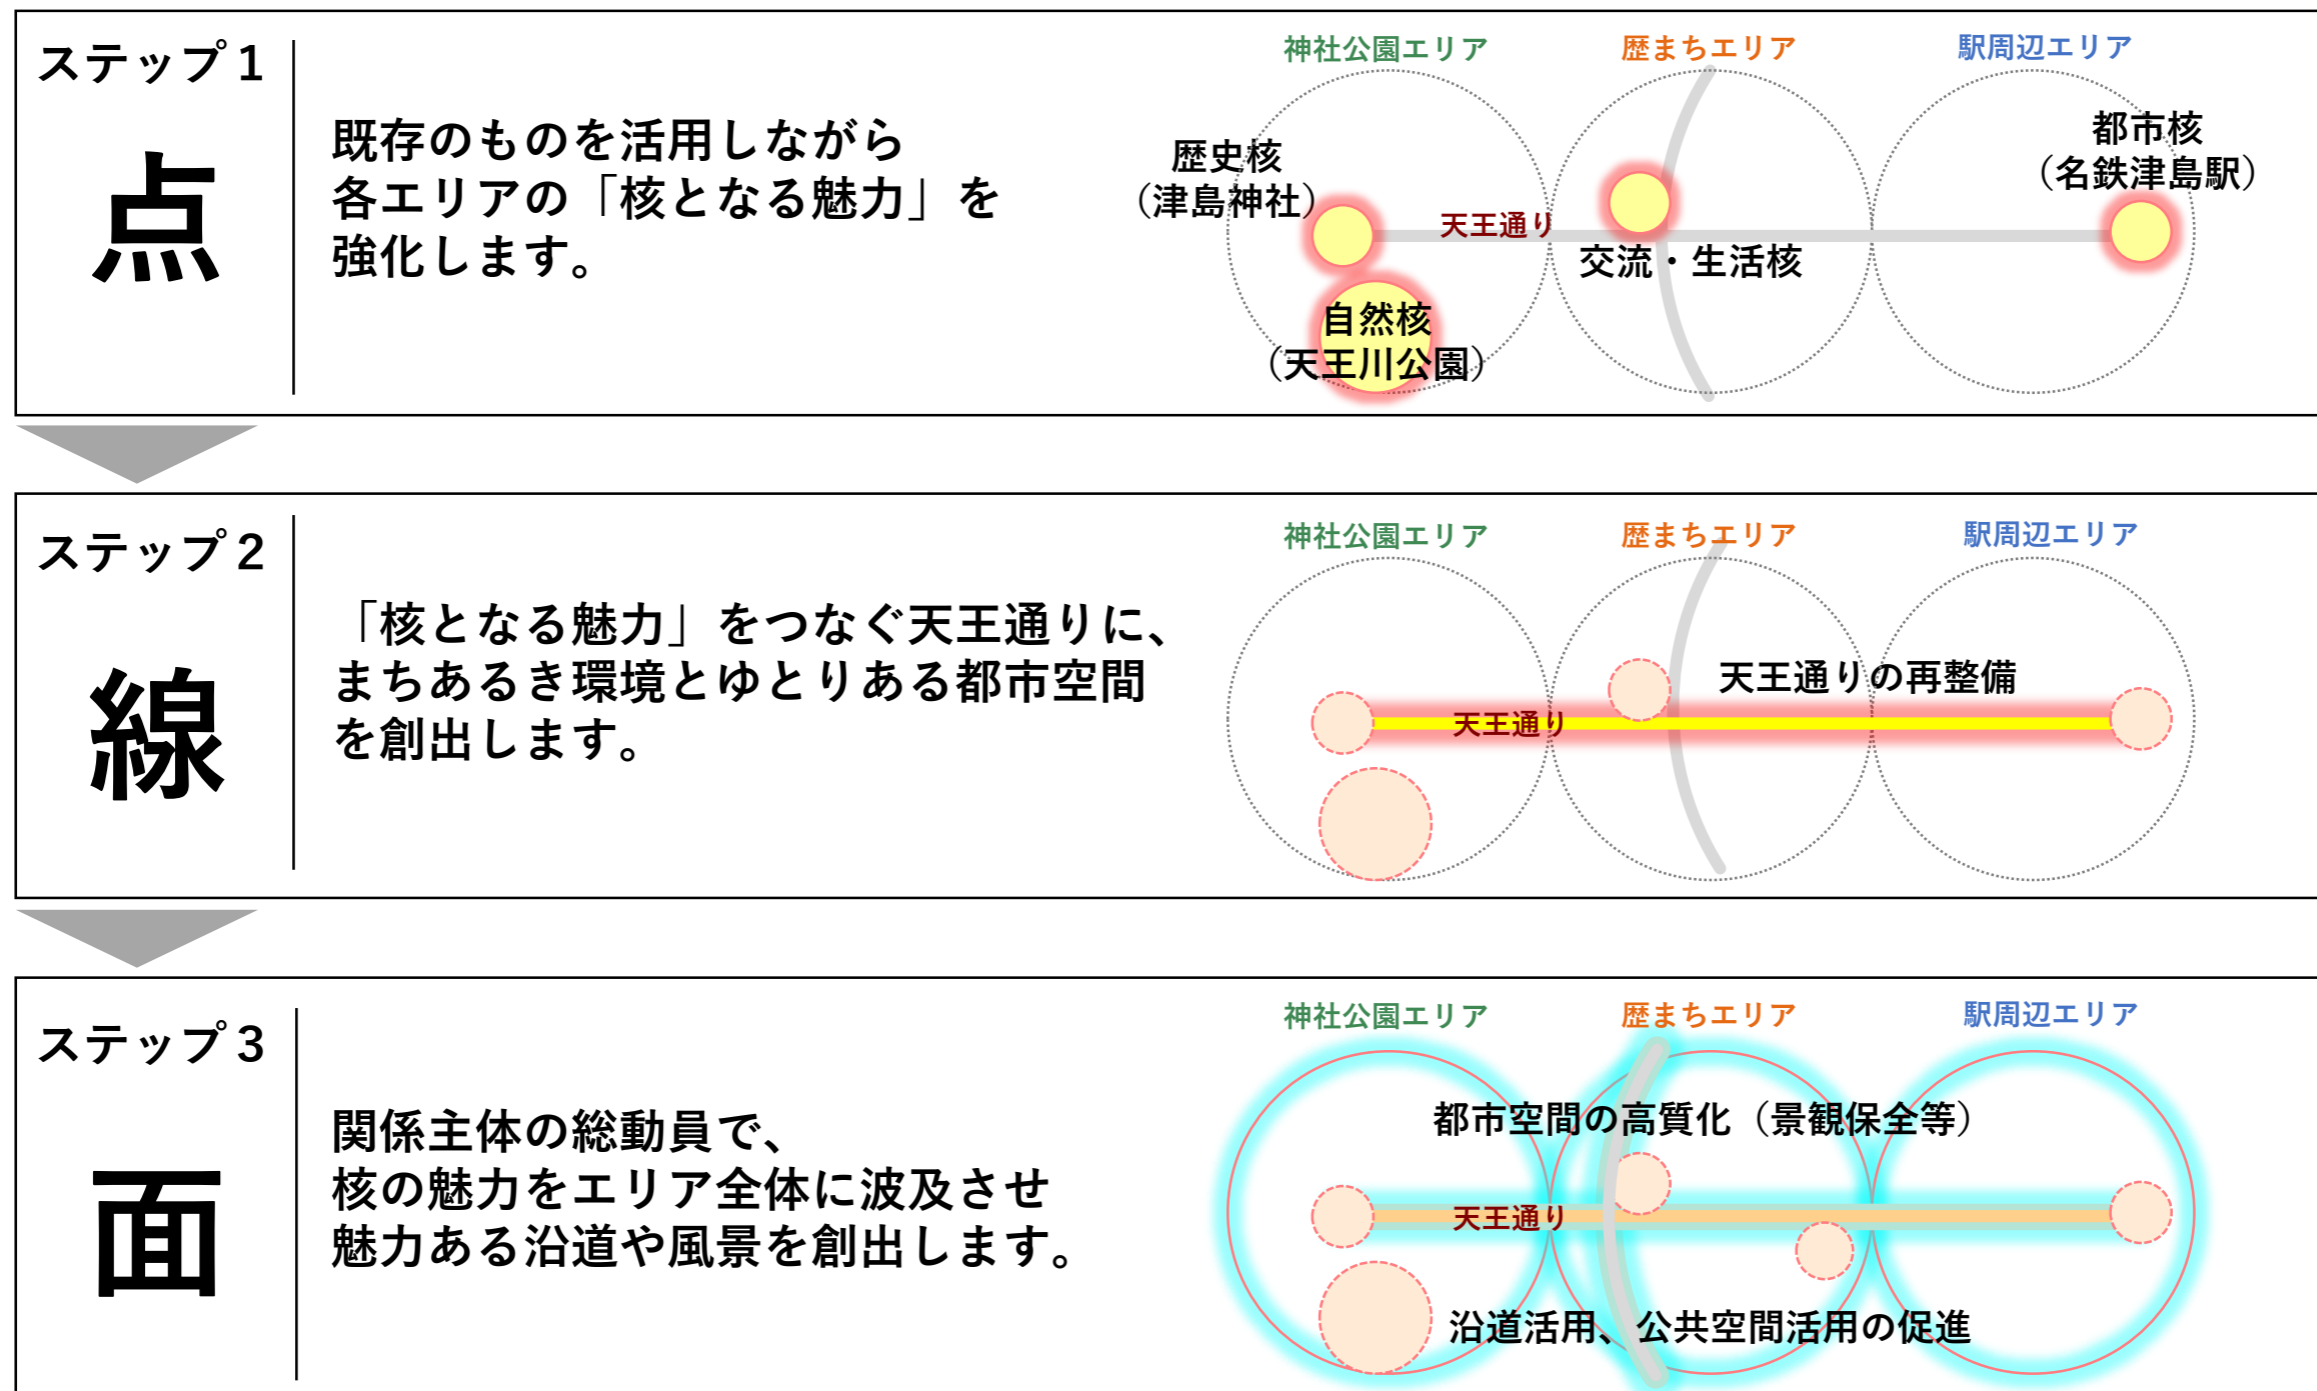 ステップ１
点
既存のものを活用しながら
各エリアの「核となる魅力」を
強化します。
神社公園エリア
歴まちエリア
駅周辺エリア
歴史核
（津島神社）
都市核
（名鉄津島駅）
天王通り
交流・生活核
自然核
（天王川公園）
ステップ２
線
「核となる魅力」をつなぐ天王通りに、
まちあるき環境とゆとりある都市空間
を創出します。
神社公園エリア
歴まちエリア
駅周辺エリア
天王通りの再整備
天王通り
ステップ３
面
関係主体の総動員で、
核の魅力をエリア全体に波及させ
魅力ある沿道や風景を創出します。
神社公園エリア
歴まちエリア
駅周辺エリア
都市空間の高質化（景観保全等）
天王通り
沿道活用、公共空間活用の促進